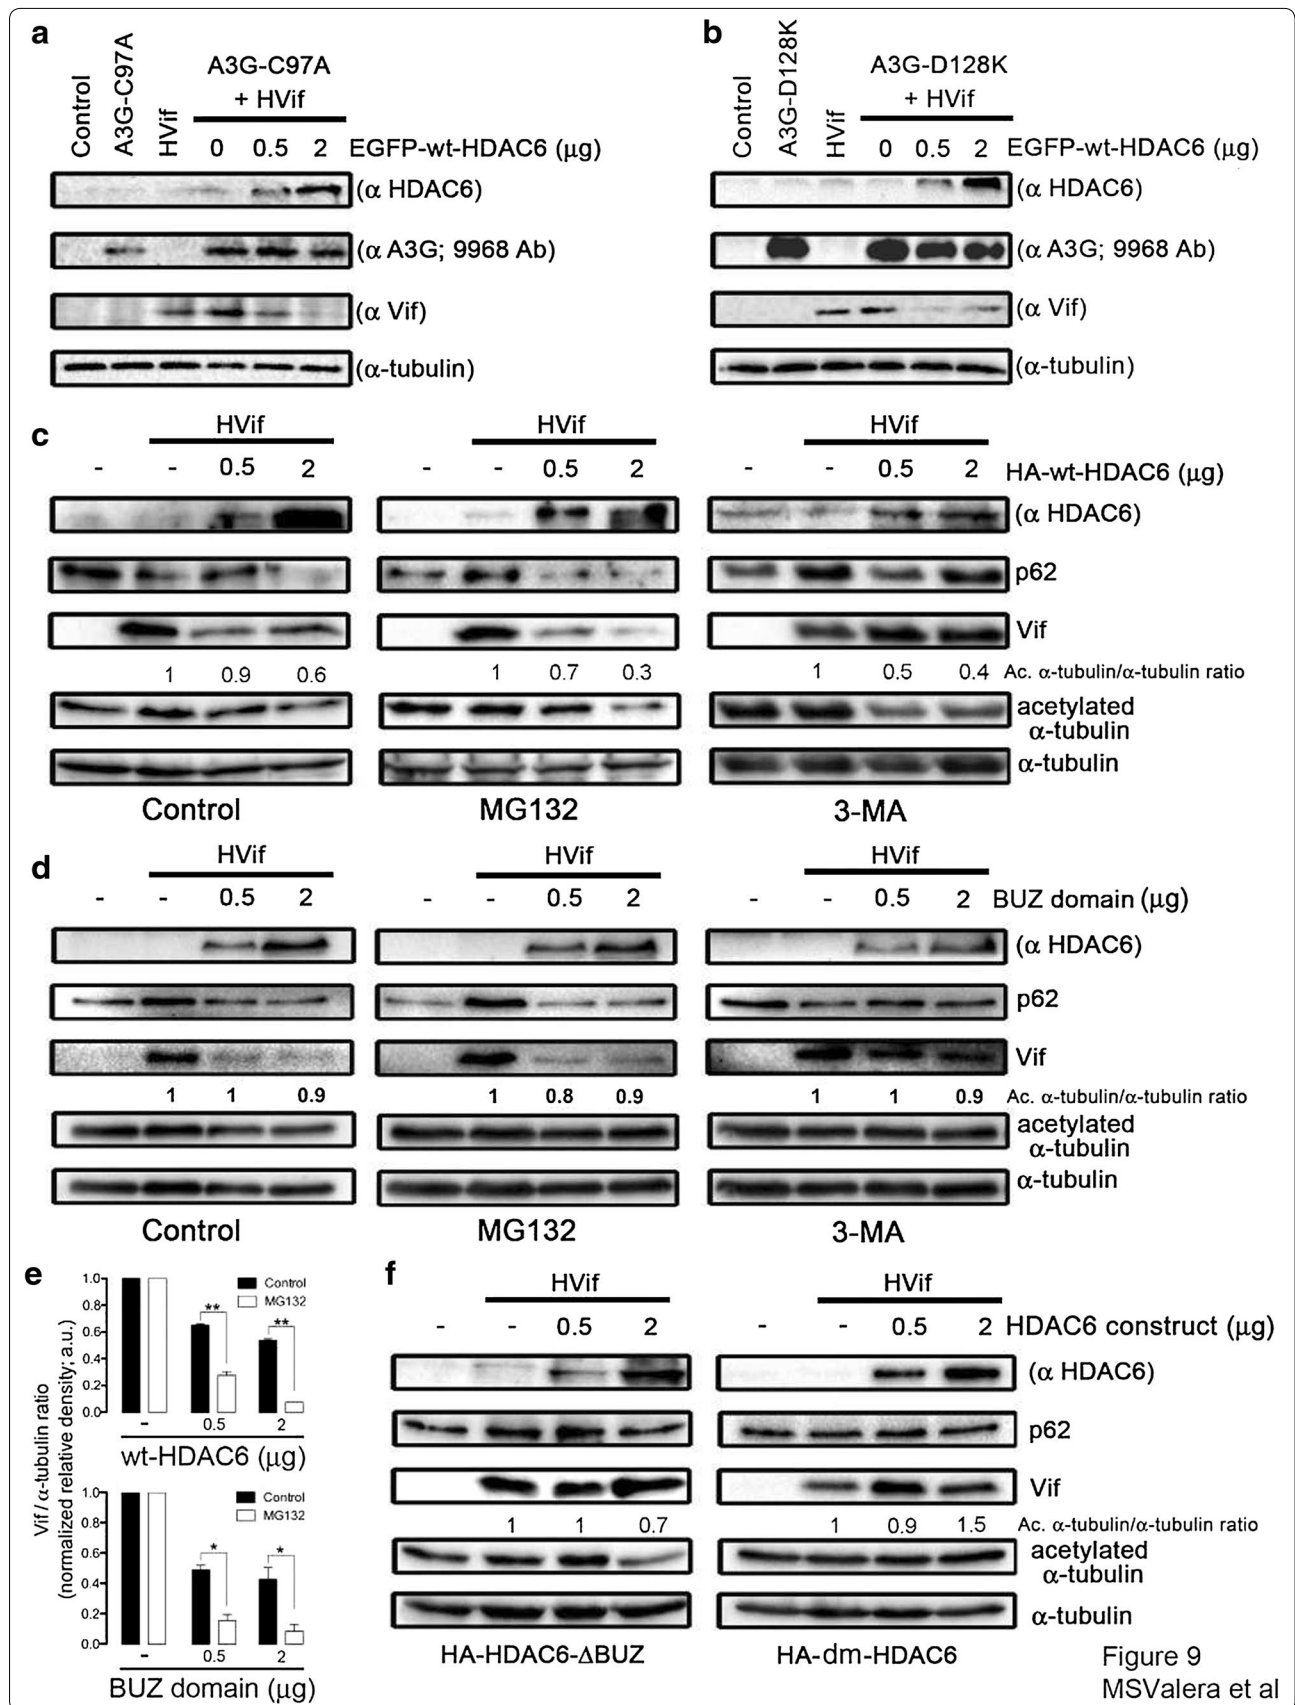 a
Control
A3G-C97A
HVif
A3G-C97A
+ HVif
0 0.5 2 EGFP-wt-HDAC6 (μg)
(α HDAC6)
(α A3G; 9968 Ab)
(α Vif)
(α-tubulin)
b
Control
A3G-D128K
HVif
A3G-D128K
+ HVif
0 0.5 2 EGFP-wt-HDAC6 (μg)
(α HDAC6)
(α A3G; 9968 Ab)
(α Vif)
(α-tubulin)
c
HVif HVif HVif
- - 0.5 2 - - 0.5 2 - - 0.5 2 HA-wt-HDAC6 (μg)
(α HDAC6)
p62
Vif
1 0.9 0.6 1 0.7 0.3 1 0.5 0.4 Ac. α-tubulin/α-tubulin ratio
acetylated
α-tubulin
α-tubulin
Control MG132 3-MA
d
HVif HVif HVif
- - 0.5 2 - - 0.5 2 - - 0.5 2 BUZ domain (μg)
(α HDAC6)
p62
Vif
1 1 0.9 1 0.8 0.9 1 1 0.9 Ac. α-tubulin/α-tubulin ratio
acetylated
α-tubulin
α-tubulin
Control MG132 3-MA
e
Vif / α-tubulin ratio
(normalized relative density; a.u.)
1.0
0.8
0.6
0.4
0.2
0.0
Control
MG132
** **
- 0.5 2
wt-HDAC6 (μg)
1.0
0.8
0.6
0.4
0.2
0.0
Control
MG132
* *
- 0.5 2
BUZ domain (μg)
f
HVif HVif
- - 0.5 2 - - 0.5 2 HDAC6 construct (μg)
(α HDAC6)
p62
Vif
1 1 0.7 1 0.9 1.5 Ac. α-tubulin/α-tubulin ratio
acetylated
α-tubulin
α-tubulin
HA-HDAC6-ΔBUZ HA-dm-HDAC6
Figure 9
MSValera et al